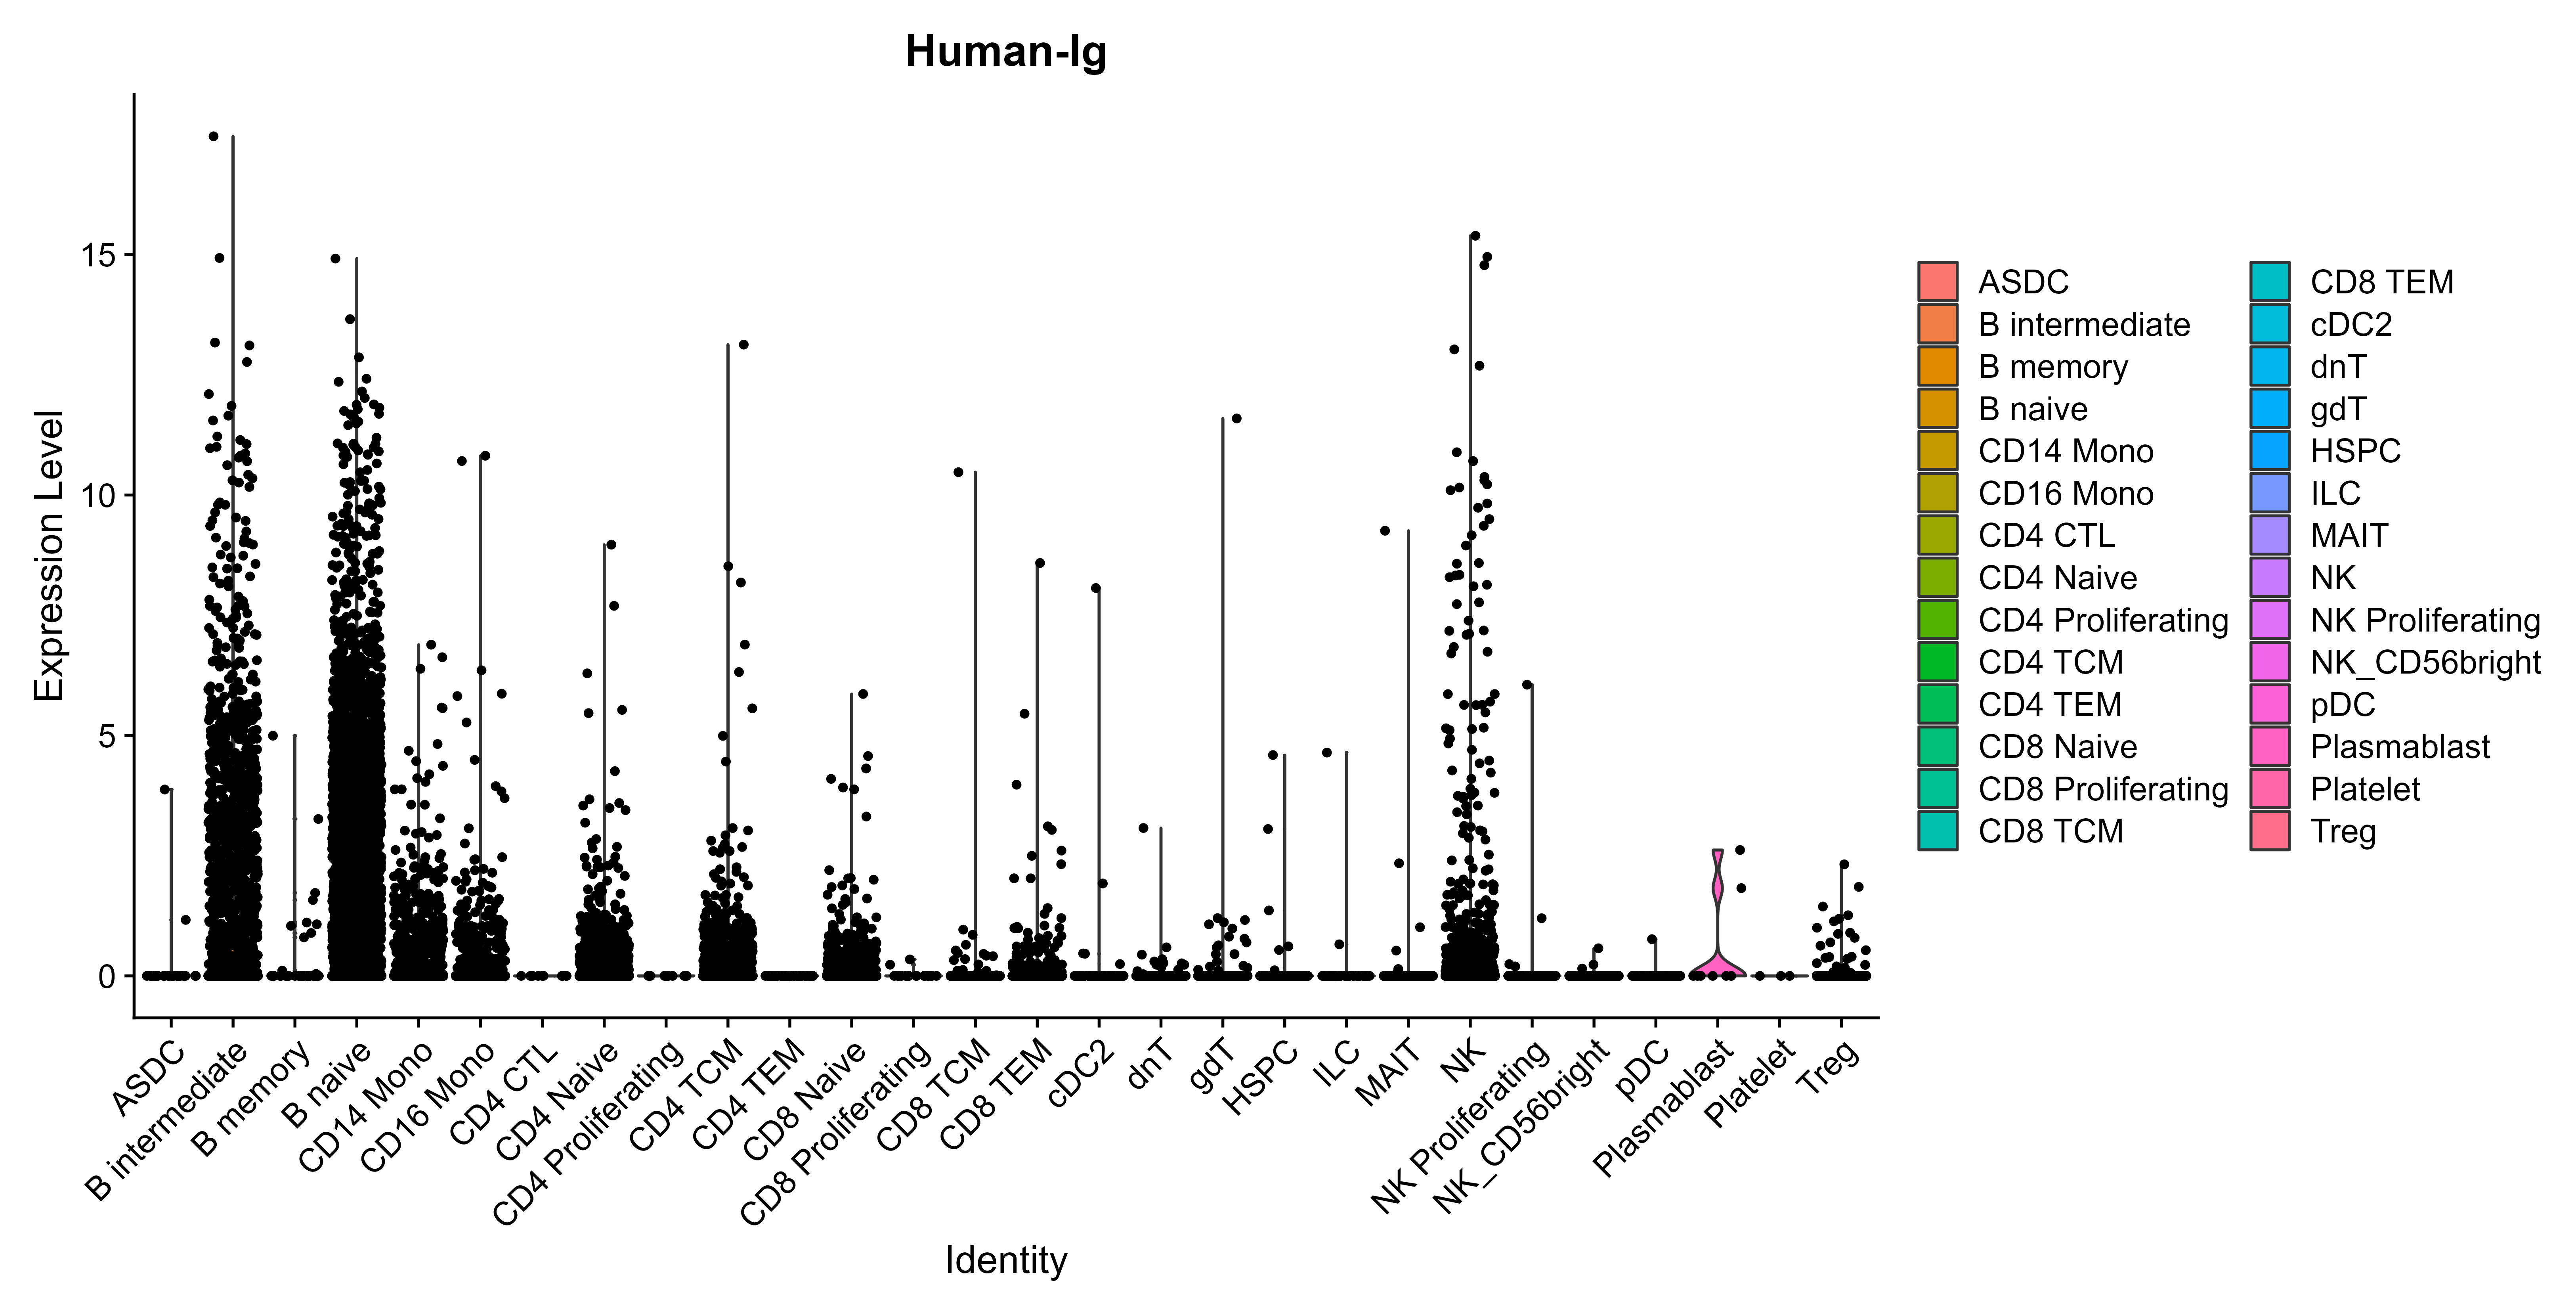 Human-Ig
Expression Level
15
10
5
0
ASDC
B intermediate
B memory
B naive
CD14 Mono
CD16 Mono
CD4 CTL
CD4 Naive
CD4 Proliferating
CD4 TCM
CD4 TEM
CD8 Naive
CD8 Proliferating
CD8 TCM
CD8 TEM
cDC2
dnT
gdT
HSPC
ILC
MAIT
NK
NK Proliferating
NK_CD56bright
pDC
Plasmablast
Platelet
Treg
Identity
ASDC
B intermediate
B memory
B naive
CD14 Mono
CD16 Mono
CD4 CTL
CD4 Naive
CD4 Proliferating
CD4 TCM
CD4 TEM
CD8 Naive
CD8 Proliferating
CD8 TCM
CD8 TEM
cDC2
dnT
gdT
HSPC
ILC
MAIT
NK
NK Proliferating
NK_CD56bright
pDC
Plasmablast
Platelet
Treg